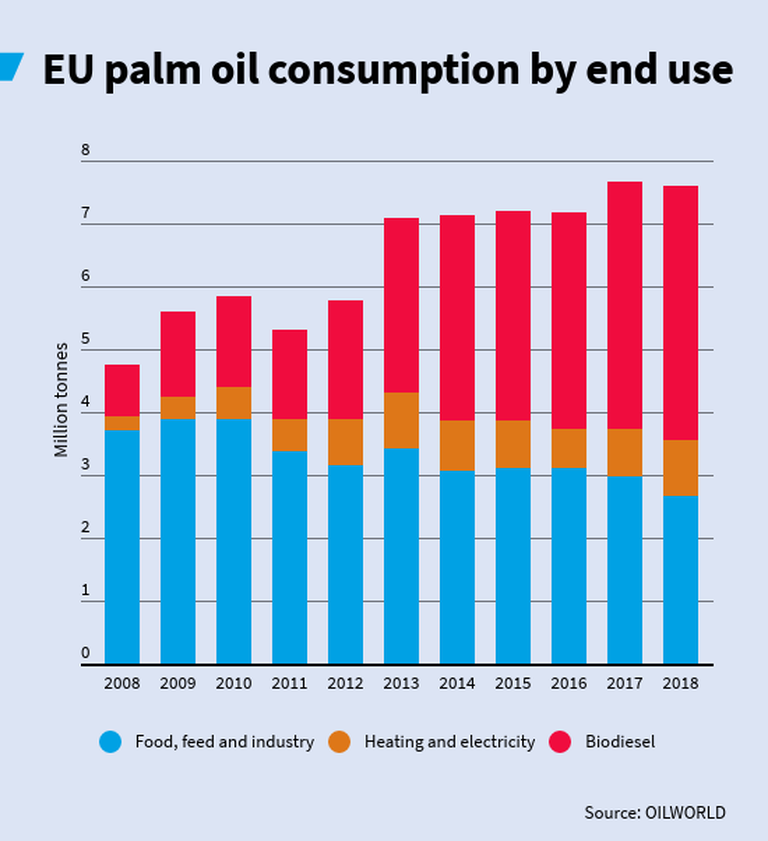 EU palm oil consumption by end use
8
7
6
5
4
3
2
1
0
Million tonnes
2008 2009 2010 2011 2012 2013 2014 2015 2016 2017 2018
Food, feed and industry Heating and electricity Biodiesel
Source: OILWORLD